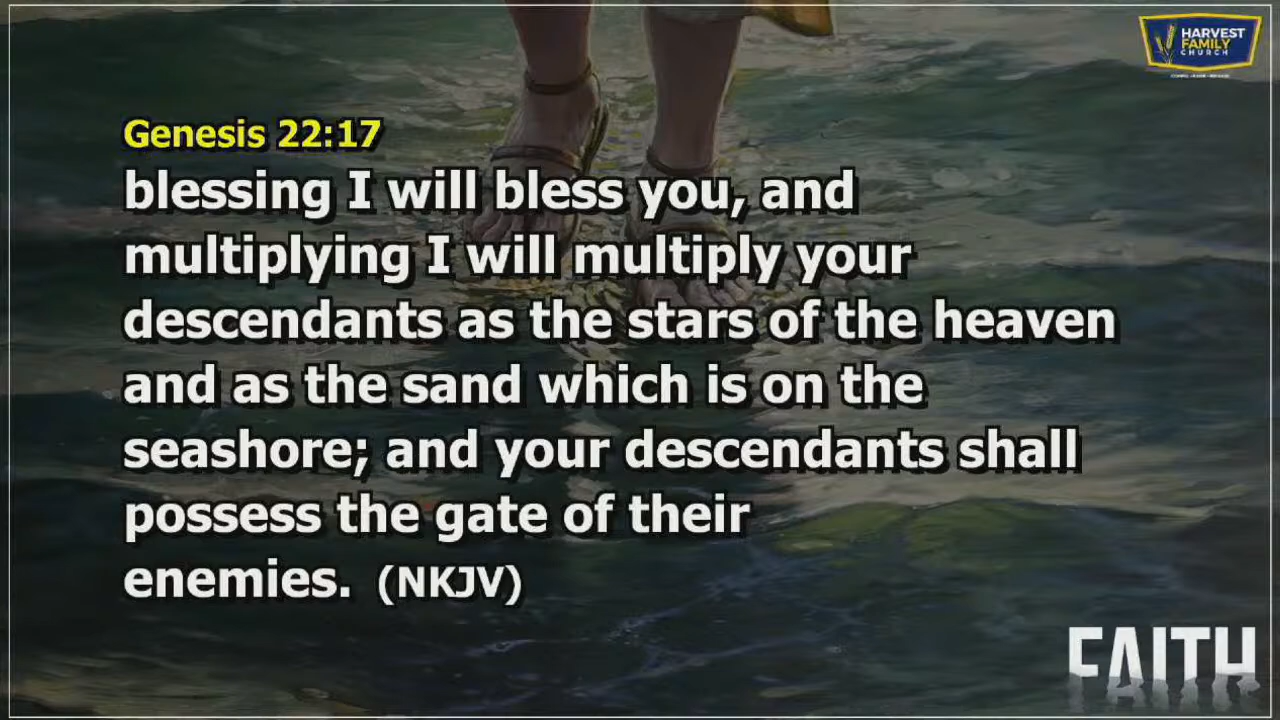 HARVEST
FAMILY
CHURCH
Genesis 22:17
blessing I will bless you, and
multiplying I will multiply your
descendants as the stars of the heaven
and as the sand which is on the
seashore; and your descendants shall
possess the gate of their
enemies. (NKJV)
FAITH